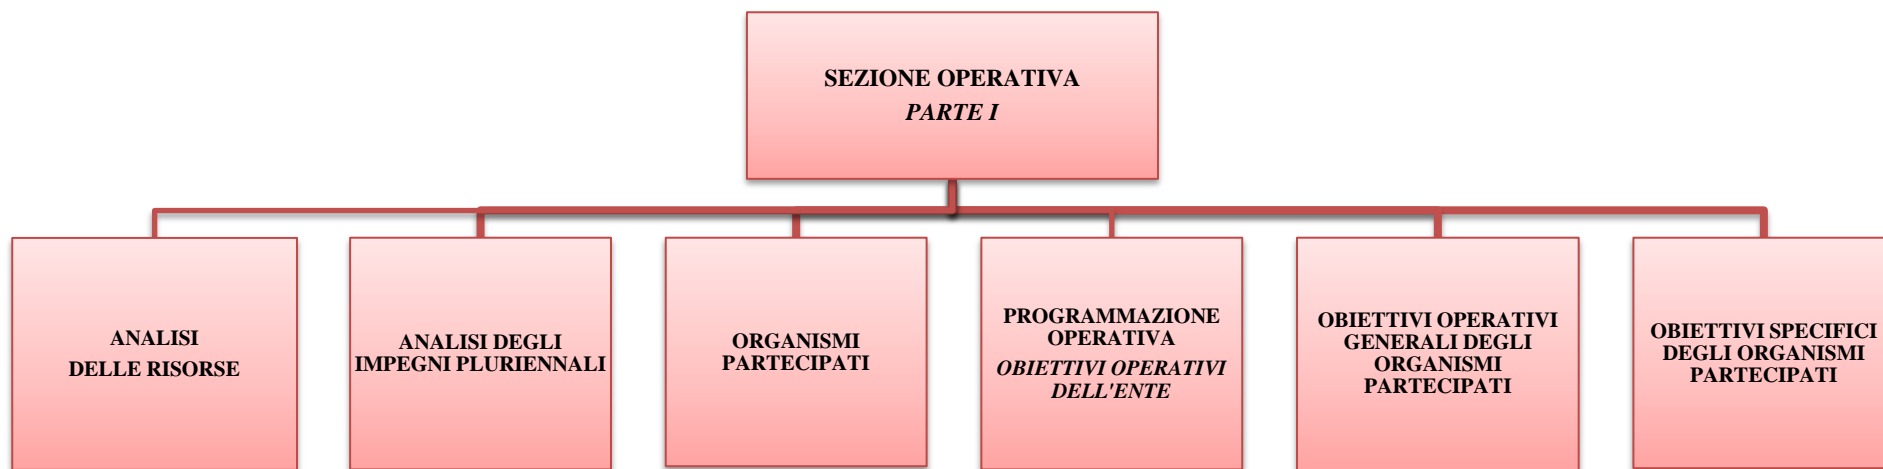 SEZIONE OPERATIVA
PARTE I
ANALISI
DELLE RISORSE
ANALISI DEGLI
IMPEGNI PLURIENNALI
ORGANISMI
PARTECIPATI
PROGRAMMAZIONE
OPERATIVA
OBIETTIVI OPERATIVI
DELL'ENTE
OBIETTIVI OPERATIVI
GENERALI DEGLI
ORGANISMI
PARTECIPATI
OBIETTIVI SPECIFICI
DEGLI ORGANISMI
PARTECIPATI